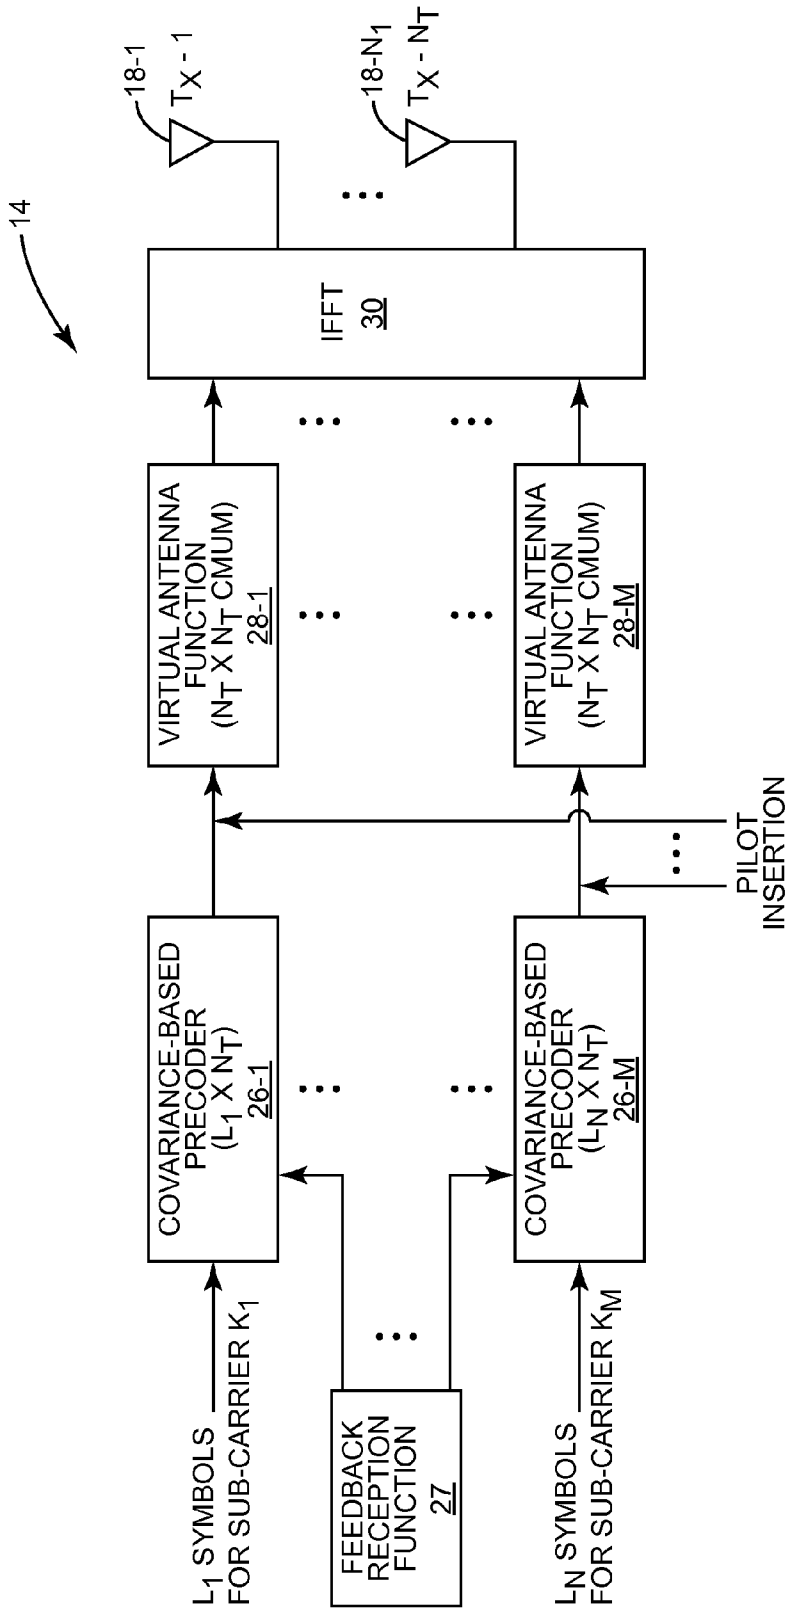 14
L1 SYMBOLS
FOR SUB-CARRIER K1
COVARIANCE-BASED
PRECODER
(L1 X NT)
26-1
VIRTUAL ANTENNA
FUNCTION
(NT X NT CMUM)
28-1
IFFT
30
18-1
TX - 1
18-N1
TX - NT
FEEDBACK
RECEPTION
FUNCTION
27
LN SYMBOLS
FOR SUB-CARRIER KM
COVARIANCE-BASED
PRECODER
(LN X NT)
26-M
VIRTUAL ANTENNA
FUNCTION
(NT X NT CMUM)
28-M
PILOT
INSERTION